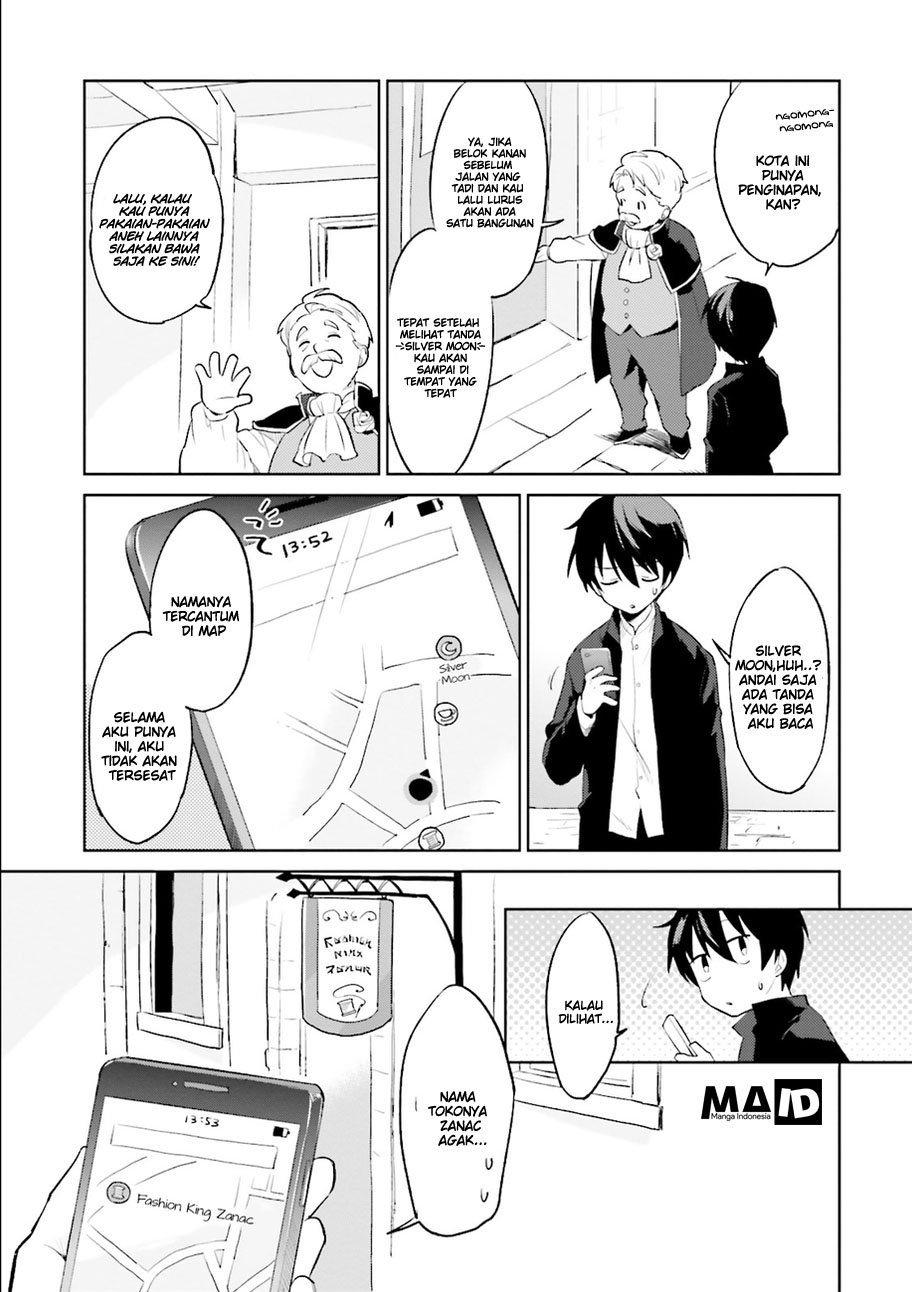 NGOMONG-
NGOMONG
KOTA INI
PUNYA
PENGINAPAN,
KAN?
YA, JIKA
BELOK KANAN
SEBELUM
JALAN YANG
TADI DAN KAU
LALU LURUS
AKAN ADA
SATU BANGUNAN
TEPAT SETELAH
MELIHAT TANDA
-SILVER MOON-
KAU AKAN
SAMPAI DI
TEMPAT YANG
TEPAT
LALU, KALAU
KAU PUNYA
PAKAIAN-PAKAIAN
ANEH LAINNYA
SILAKAN BAWA
SAJA KE SINI!
SILVER
MOON,HUH..?
ANDAI SAJA
ADA TANDA
YANG BISA
AKU BACA
13:52
NAMANYA
TERCANTUM
DI MAP
Silver
Moon
SELAMA
AKU PUNYA
INI, AKU
TIDAK AKAN
TERSESAT
KALAU
DILIHAT...
MA ID
Manga Indonesia
NAMA
TOKONYA
ZANAC
AGAK...
13:53
Fashion King Zanac